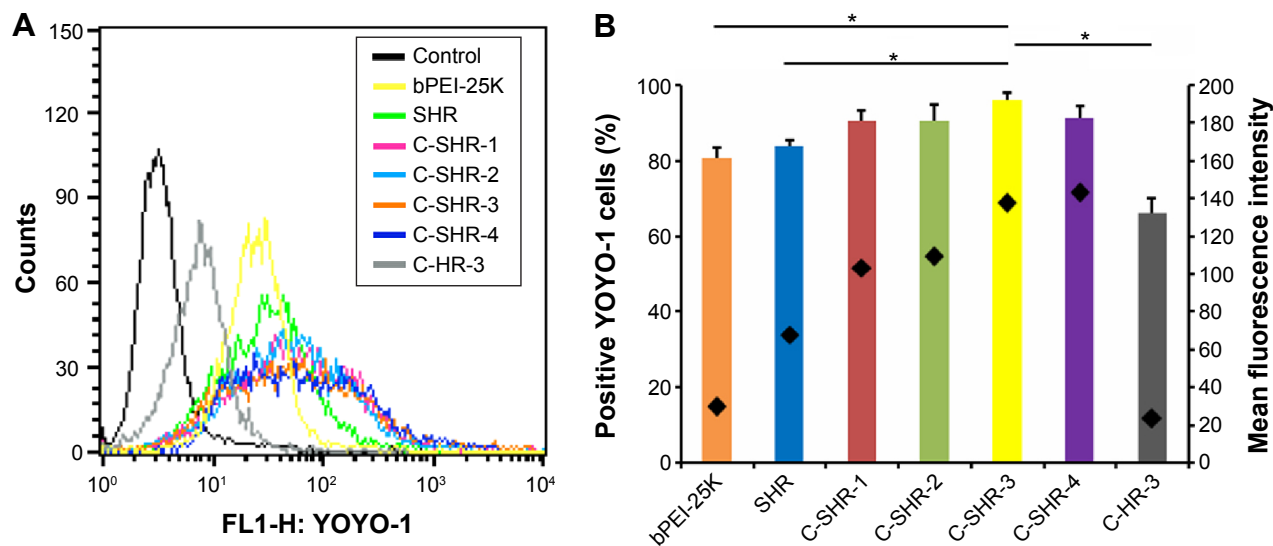 A
150
120
90
60
30
0
Counts
10⁰ 10¹ 10² 10³ 10⁴
FL1-H: YOYO-1
Control
bPEI-25K
SHR
C-SHR-1
C-SHR-2
C-SHR-3
C-SHR-4
C-HR-3
B
*
*
*
100
80
60
40
20
0
Positive YOYO-1 cells (%)
200
180
160
140
120
100
80
60
40
20
0
Mean fluorescence intensity
bPEI-25K
SHR
C-SHR-1
C-SHR-2
C-SHR-3
C-SHR-4
C-HR-3